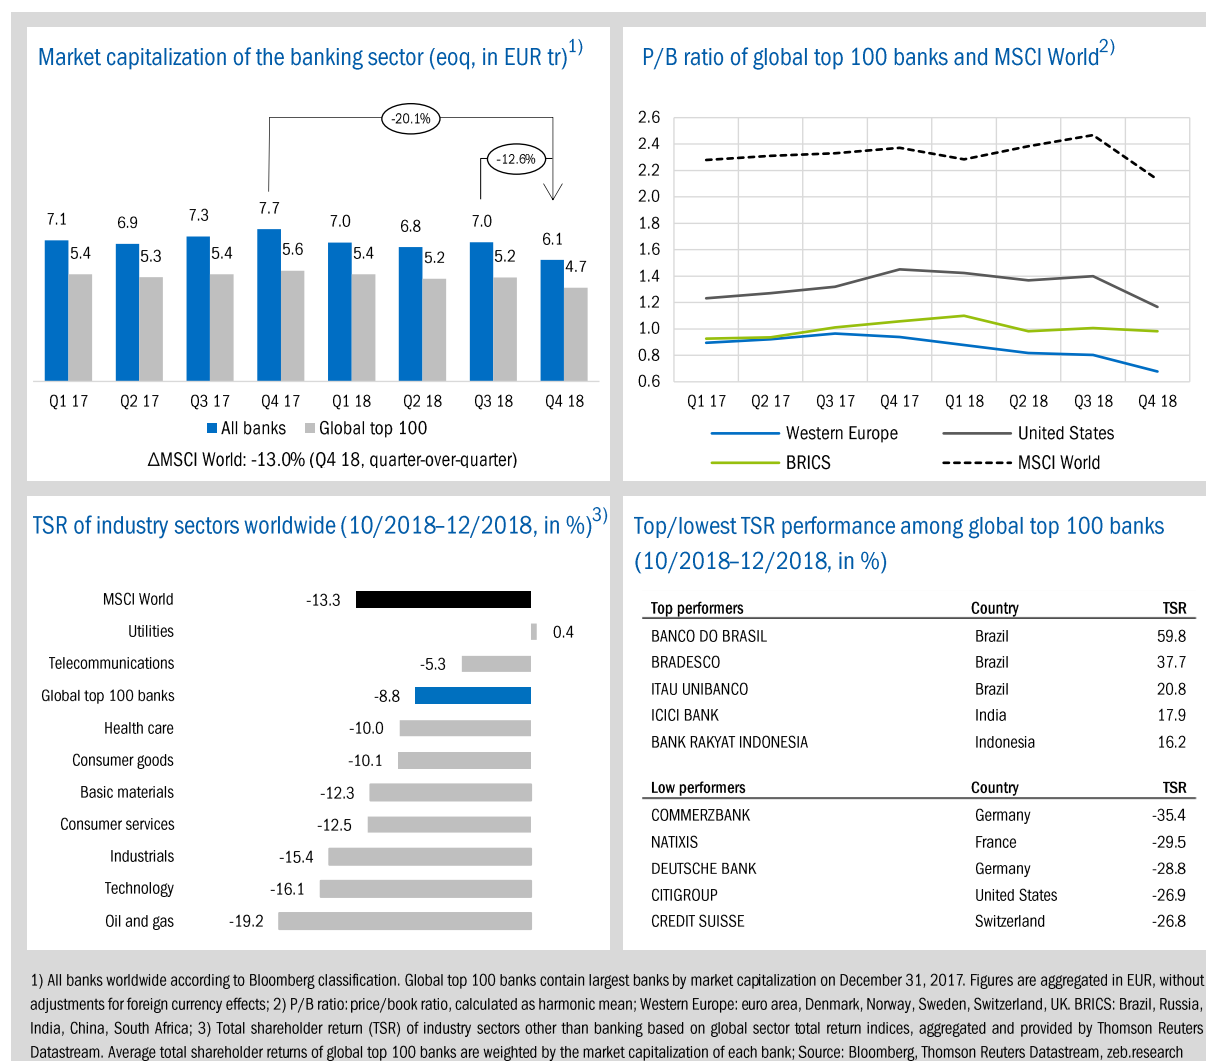 Market capitalization of the banking sector (eoq, in EUR tr)1)
-20.1%
-12.6%
7.1 5.4 6.9 5.3 7.3 5.4 7.7 5.6 7.0 5.4 6.8 5.2 7.0 5.2 6.1 4.7
Q1 17 Q2 17 Q3 17 Q4 17 Q1 18 Q2 18 Q3 18 Q4 18
All banks Global top 100
ΔMSCI World: -13.0% (Q4 18, quarter-over-quarter)
P/B ratio of global top 100 banks and MSCI World2)
2.6
2.4
2.2
2.0
1.8
1.6
1.4
1.2
1.0
0.8
0.6
Q1 17 Q2 17 Q3 17 Q4 17 Q1 18 Q2 18 Q3 18 Q4 18
Western Europe United States
BRICS MSCI World
TSR of industry sectors worldwide (10/2018–12/2018, in %)3)
MSCI World -13.3
Utilities 0.4
Telecommunications -5.3
Global top 100 banks -8.8
Health care -10.0
Consumer goods -10.1
Basic materials -12.3
Consumer services -12.5
Industrials -15.4
Technology -16.1
Oil and gas -19.2
Top/lowest TSR performance among global top 100 banks
(10/2018–12/2018, in %)
Top performers Country TSR
BANCO DO BRASIL Brazil 59.8
BRADESCO Brazil 37.7
ITAU UNIBANCO Brazil 20.8
ICICI BANK India 17.9
BANK RAKYAT INDONESIA Indonesia 16.2
Low performers Country TSR
COMMERZBANK Germany -35.4
NATIXIS France -29.5
DEUTSCHE BANK Germany -28.8
CITIGROUP United States -26.9
CREDIT SUISSE Switzerland -26.8
1) All banks worldwide according to Bloomberg classification. Global top 100 banks contain largest banks by market capitalization on December 31, 2017. Figures are aggregated in EUR, without
adjustments for foreign currency effects; 2) P/B ratio: price/book ratio, calculated as harmonic mean; Western Europe: euro area, Denmark, Norway, Sweden, Switzerland, UK. BRICS: Brazil, Russia,
India, China, South Africa; 3) Total shareholder return (TSR) of industry sectors other than banking based on global sector total return indices, aggregated and provided by Thomson Reuters
Datastream. Average total shareholder returns of global top 100 banks are weighted by the market capitalization of each bank; Source: Bloomberg, Thomson Reuters Datastream, zeb.research